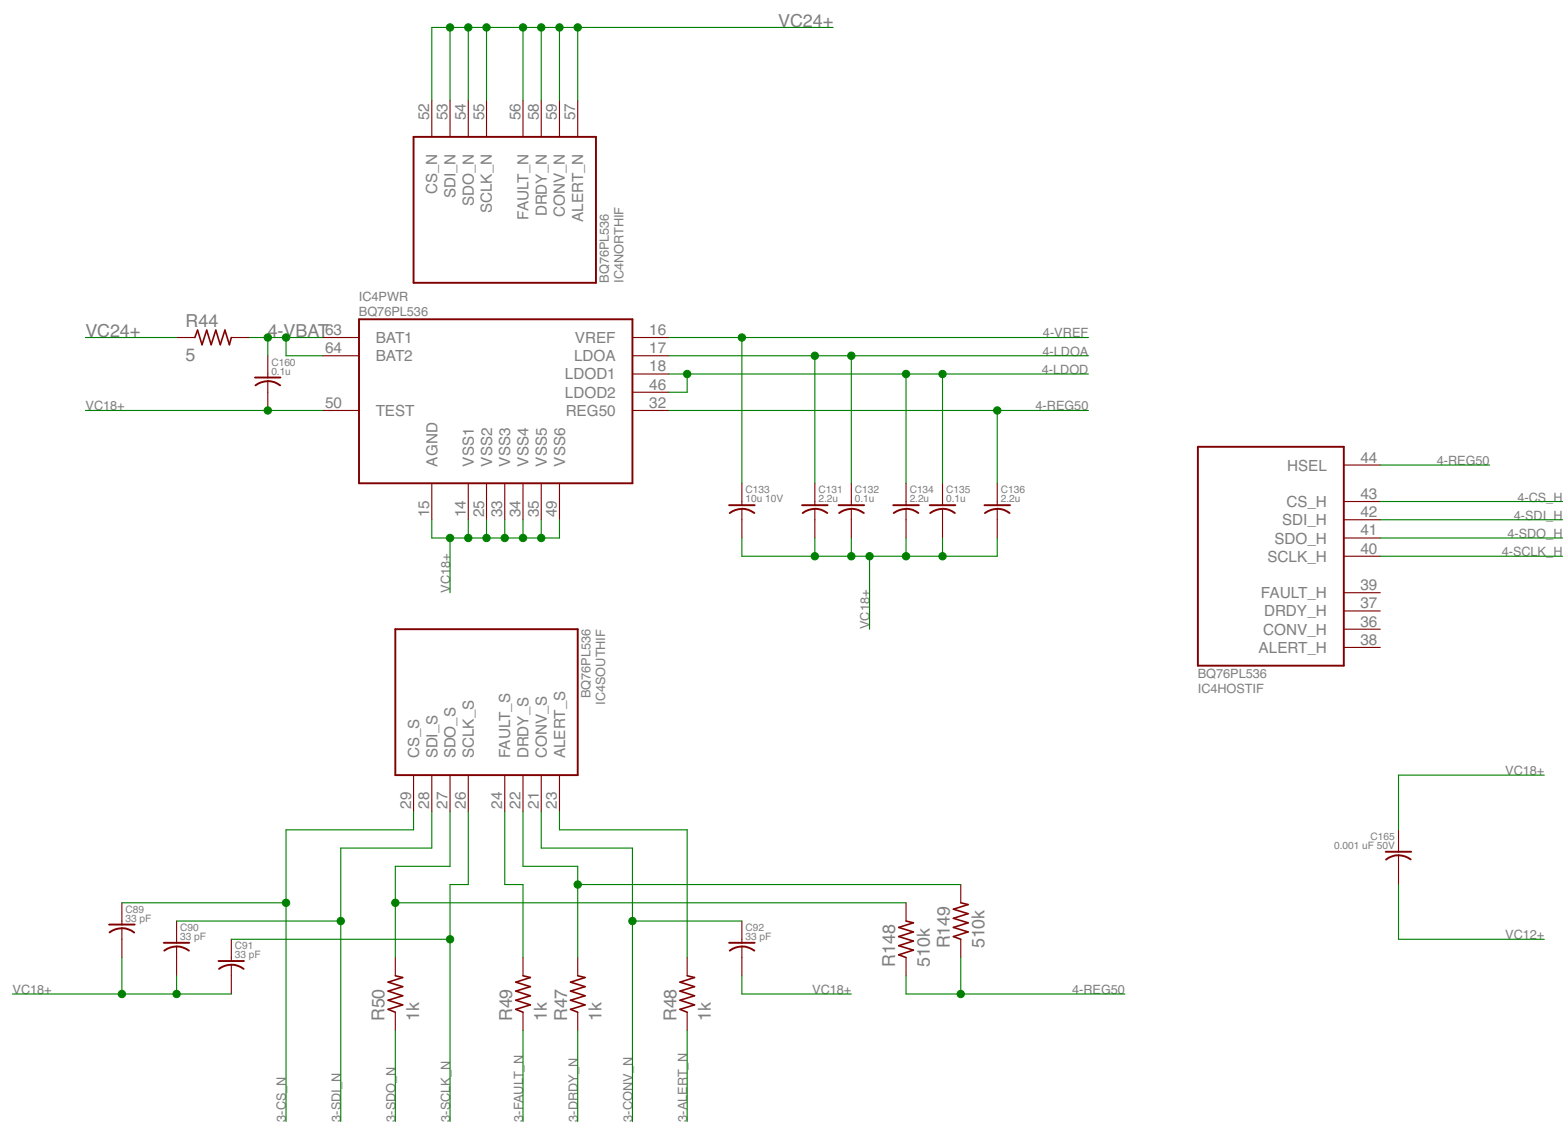 VC24+
52
53
54
55
56
58
59
57
CS_N
SDI_N
SDO_N
SCLK_N
FAULT_N
DRDY_N
CONV_N
ALERT_N
BQ76PL536
IC4NORTHIF
IC4PWR
BQ76PL536
VC24+
R44
5
4-VBAT
63
64
C160
0.1u
VC18+
50
BAT1
BAT2
TEST
VREF
LDOA
LDOD1
LDOD2
REG50
AGND
VSS1
VSS2
VSS3
VSS4
VSS5
VSS6
16
17
18
46
32
4-VREF
4-LDOA
4-LDOD
4-REG50
15
14
25
33
34
35
49
VC18+
C133
10u 10V
C131
2.2u
C132
0.1u
C134
2.2u
C135
0.1u
C136
2.2u
VC18+
HSEL
CS_H
SDI_H
SDO_H
SCLK_H
FAULT_H
DRDY_H
CONV_H
ALERT_H
44
43
42
41
40
39
37
36
38
4-REG50
4-CS_H
4-SDI_H
4-SDO_H
4-SCLK_H
BQ76PL536
IC4HOSTIF
BQ76PL536
IC4SOUTHIF
CS_S
SDI_S
SDO_S
SCLK_S
FAULT_S
DRDY_S
CONV_S
ALERT_S
29
28
27
26
24
22
21
23
VC18+
C165
0.001 uF 50V
VC12+
C89
33 pF
C90
33 pF
C91
33 pF
VC18+
C92
33 pF
VC18+
R148
510k
R149
510k
4-REG50
R50
1k
R49
1k
R47
1k
R48
1k
3-CS_N
3-SDI_N
3-SDO_N
3-SCLK_N
3-FAULT_N
3-DRDY_N
3-CONV_N
3-ALERT_N